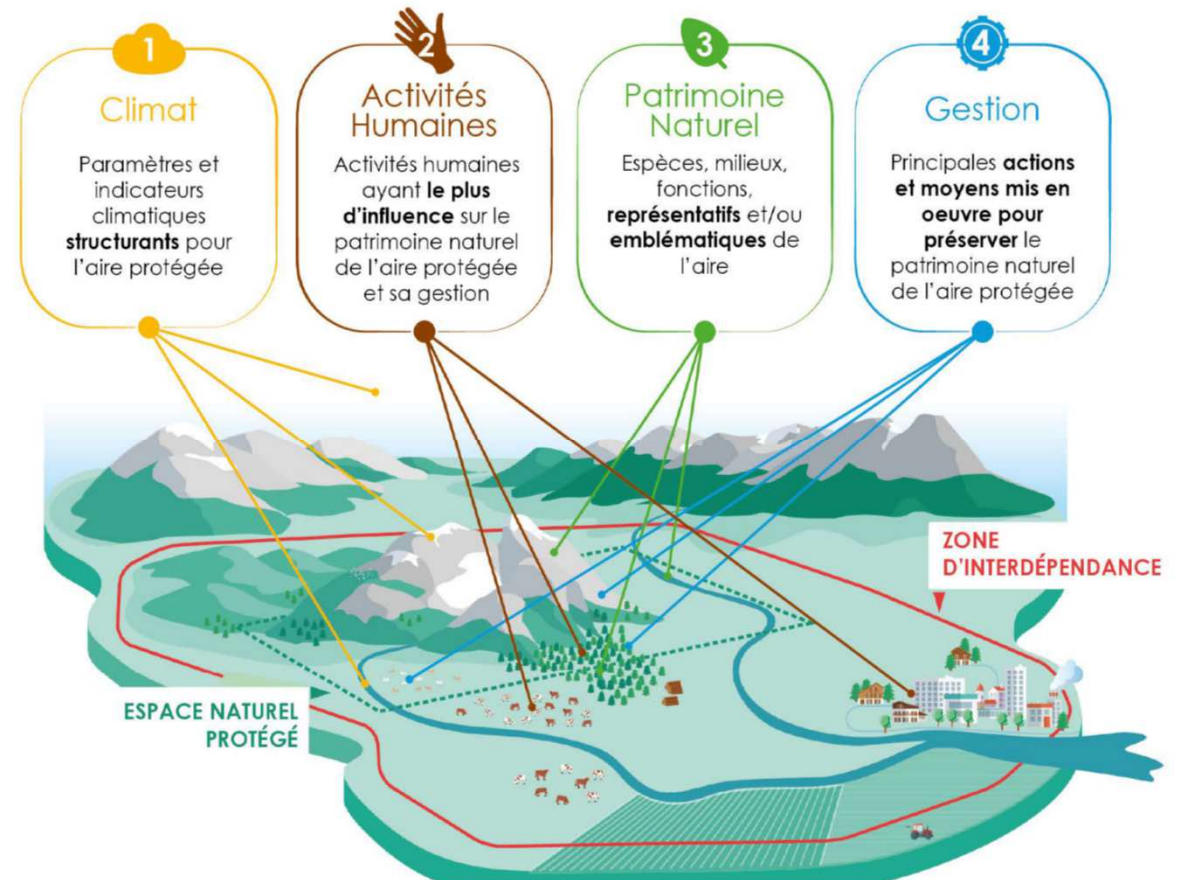 1
Climat
Paramètres et
indicateurs
climatiques
structurants pour
l'aire protégée
2
Activités
Humaines
Activités humaines
ayant le plus
d'influence sur le
patrimoine naturel
de l'aire protégée
et sa gestion
3
Patrimoine
Naturel
Espèces, milieux,
fonctions,
représentatifs et/ou
emblématiques de
l'aire
4
Gestion
Principales actions
et moyens mis en
oeuvre pour
préserver le
patrimoine naturel
de l'aire protégée
ZONE
D'INTERDÉPENDANCE
ESPACE NATUREL
PROTÉGÉ